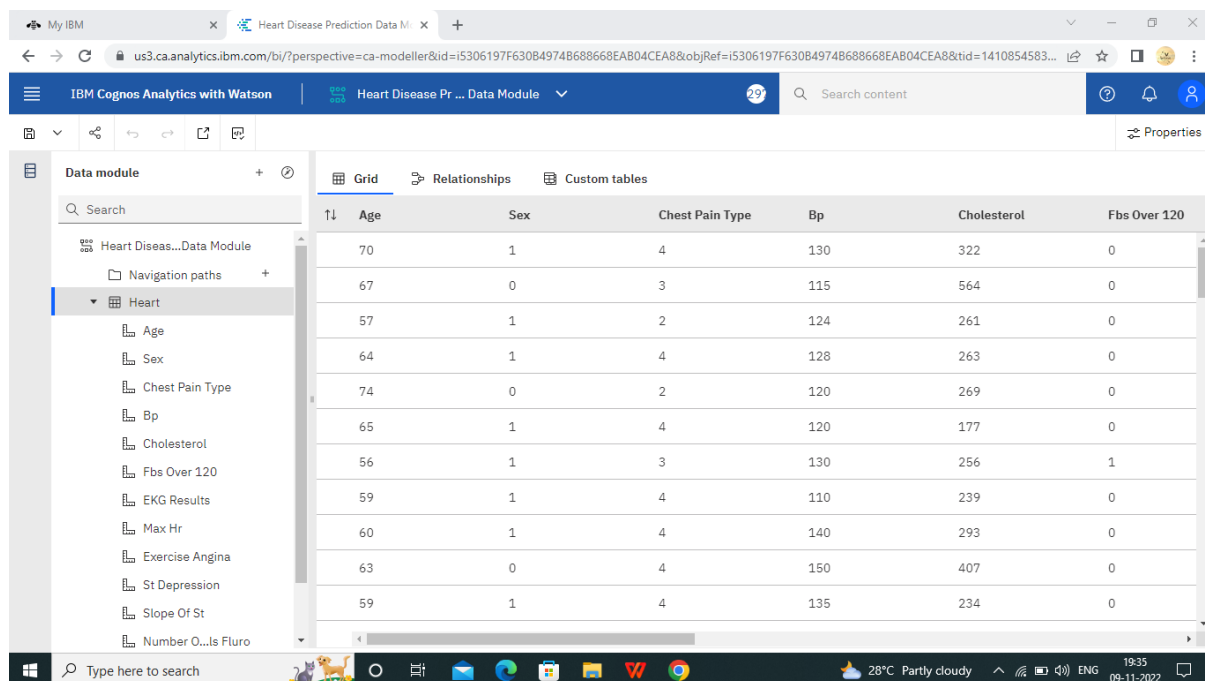 My IBM
Heart Disease Prediction Data Mo
us3.ca.analytics.ibm.com/bi/?perspective=ca-modeller&id=i5306197F630B4974B688668EAB04CEA8&objRef=i5306197F630B4974B688668EAB04CEA8&tid=1410854583...
IBM Cognos Analytics with Watson
Heart Disease Pr ... Data Module
Search content
Properties
Data module
Search
Heart Diseas...Data Module
Navigation paths
Heart
Age
Sex
Chest Pain Type
Bp
Cholesterol
Fbs Over 120
EKG Results
Max Hr
Exercise Angina
St Depression
Slope Of St
Number O...ls Fluro
Grid Relationships Custom tables
Age Sex Chest Pain Type Bp Cholesterol Fbs Over 120
70 1 4 130 322 0
67 0 3 115 564 0
57 1 2 124 261 0
64 1 4 128 263 0
74 0 2 120 269 0
65 1 4 120 177 0
56 1 3 130 256 1
59 1 4 110 239 0
60 1 4 140 293 0
63 0 4 150 407 0
59 1 4 135 234 0
Type here to search
28°C Partly cloudy
ENG
19:35
09-11-2022